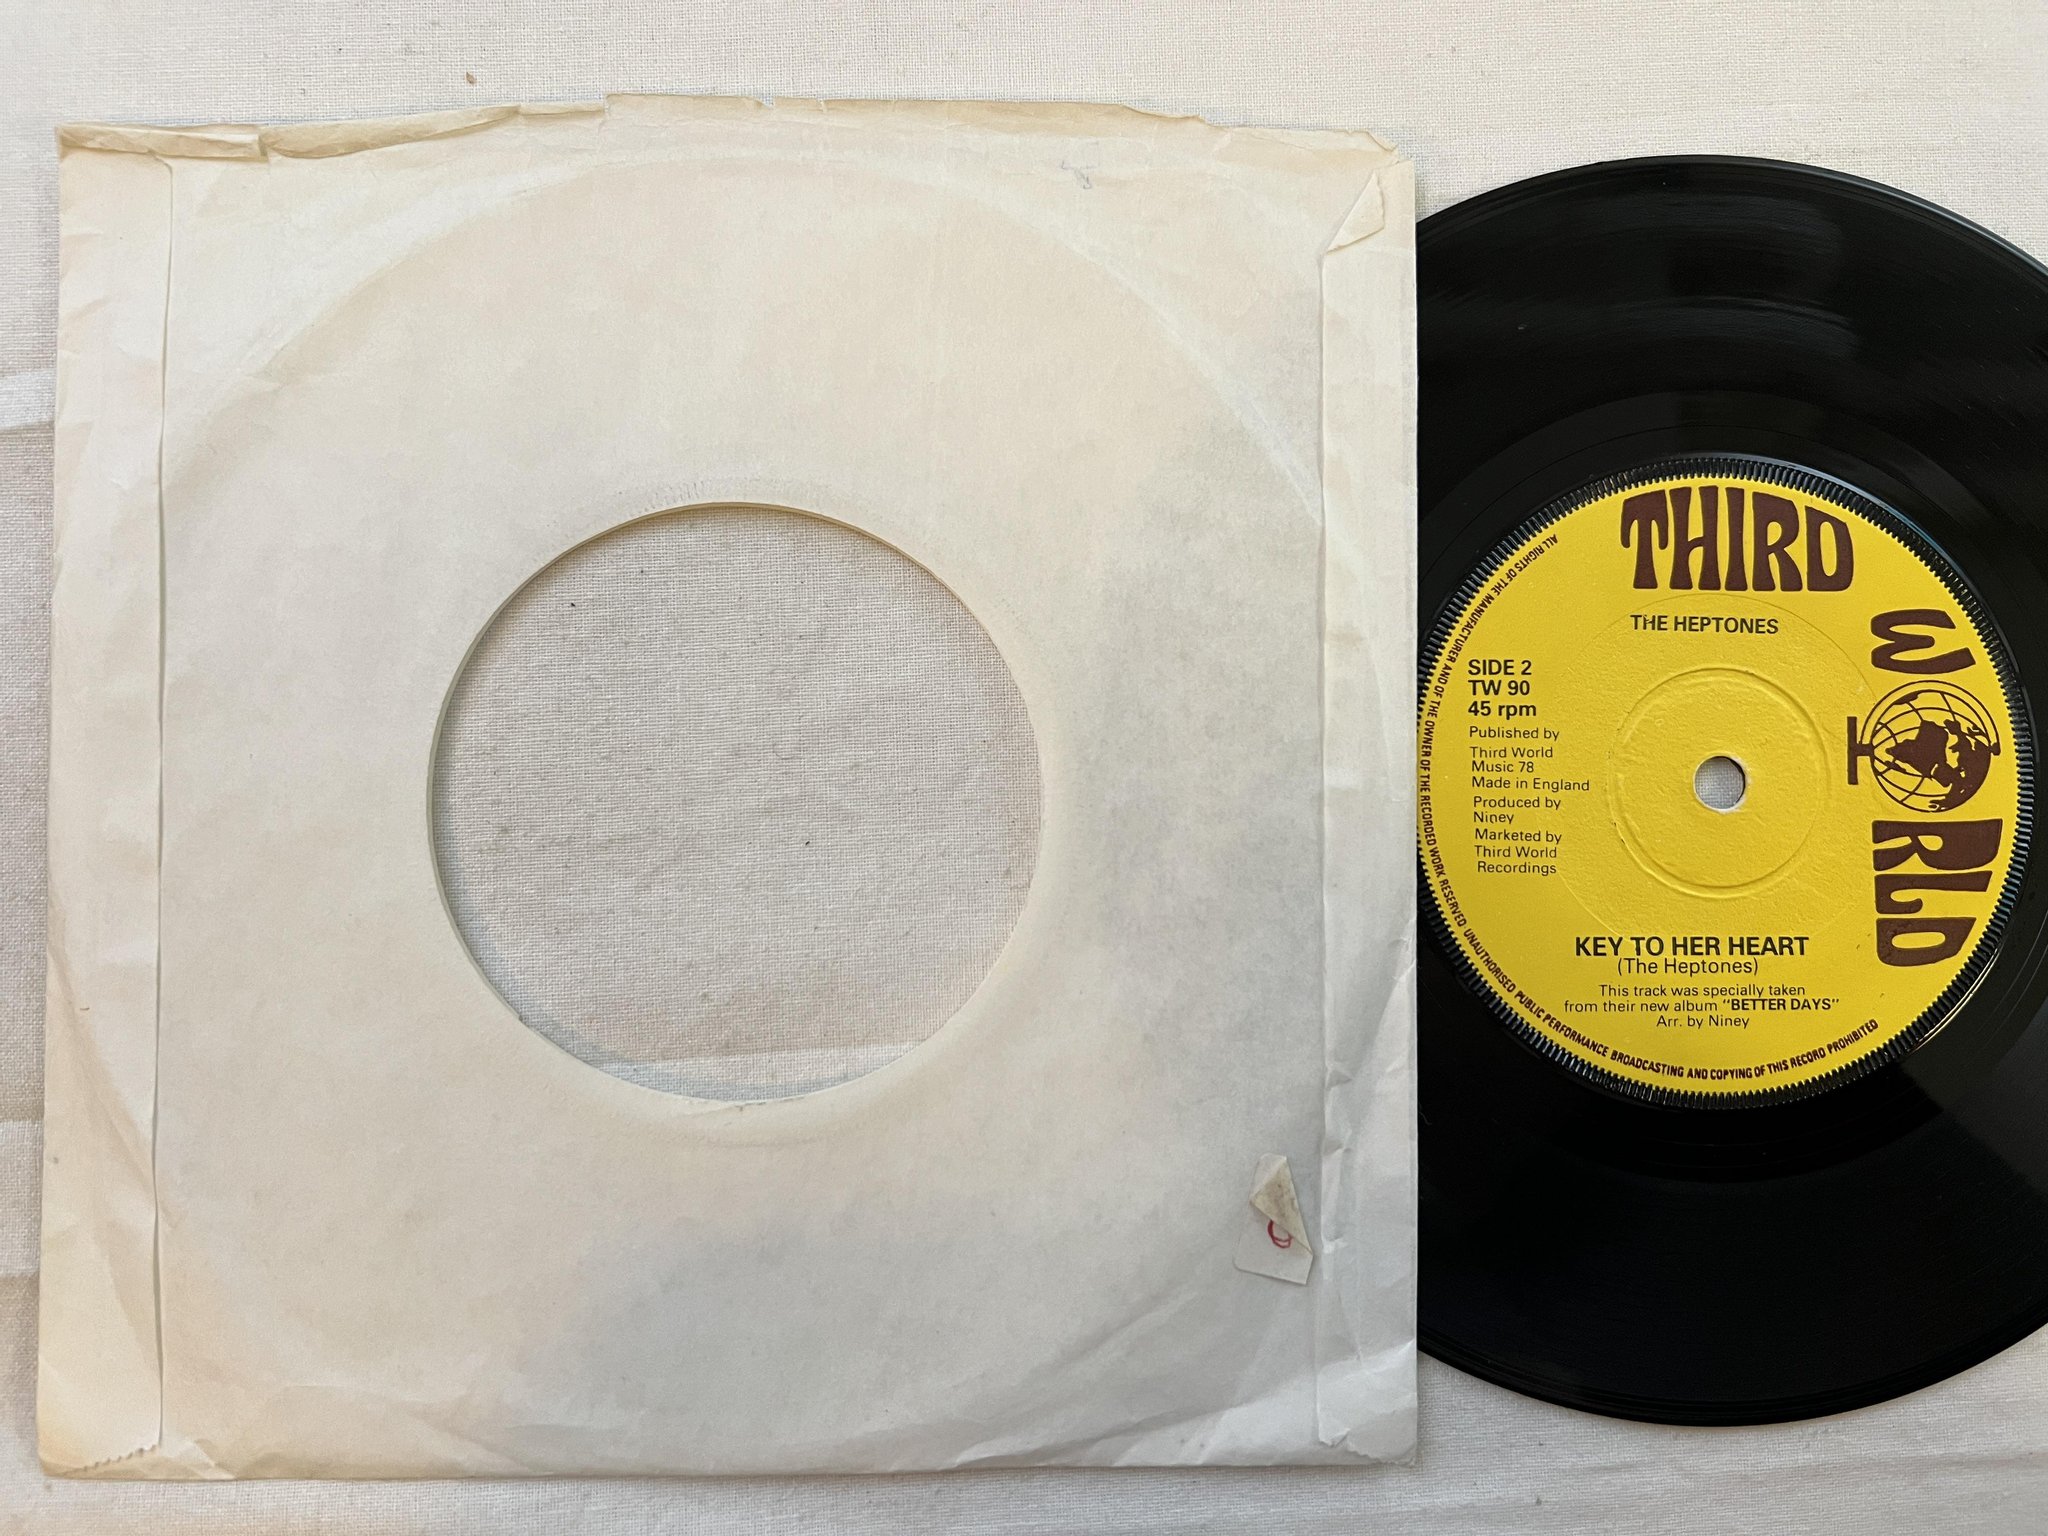 THIRD
WORLD
THE HEPTONES
SIDE 2
TW 90
45 rpm
Published by
Third World
Music 78
Made in England
Produced by
Niney
Marketed by
Third World
Recordings
KEY TO HER HEART
(The Heptones)
This track was specially taken
from their new album "BETTER DAYS"
Arr. by Niney
ALL RIGHTS OF THE MANUFACTURER AND OF THE OWNER OF THE RECORDED WORK RESERVED · UNAUTHORISED PUBLIC PERFORMANCE BROADCASTING AND COPYING OF THIS RECORD PROHIBITED